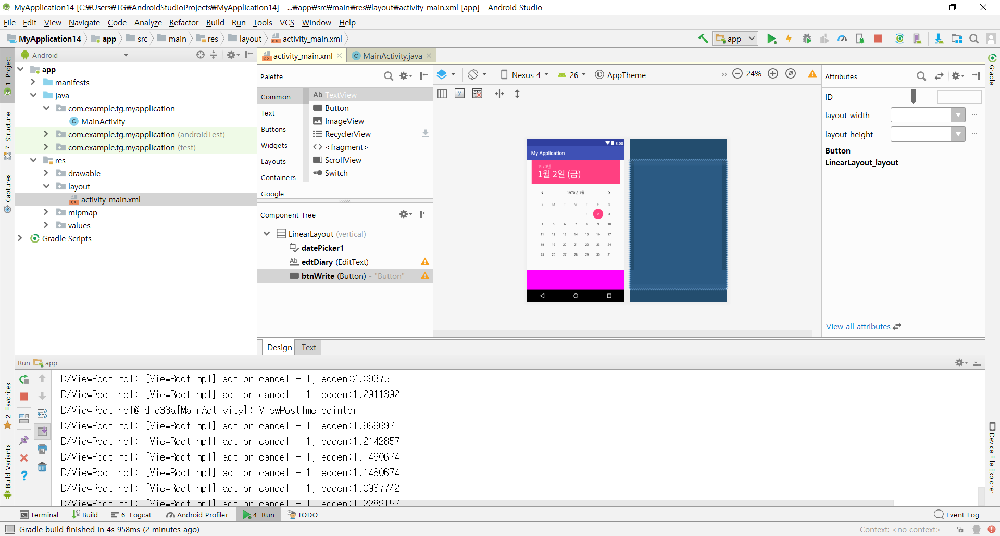 MyApplication14 [C:₩Users₩TG₩AndroidStudioProjects₩MyApplication14] - ...₩app₩src₩main₩res₩layout₩activity_main.xml [app] - Android Studio
File Edit View Navigate Code Analyze Refactor Build Run Tools VCS Window Help
MyApplication14 app src main res layout activity_main.xml
app
1: Project
7: Structure
Captures
2: Favorites
Build Variants
Android
app
manifests
java
com.example.tg.myapplication
MainActivity
com.example.tg.myapplication (androidTest)
com.example.tg.myapplication (test)
res
drawable
layout
activity_main.xml
mipmap
values
Gradle Scripts
activity_main.xml MainActivity.java
Palette
Common
Text
Buttons
Widgets
Layouts
Containers
Google
Ab TextView
Button
ImageView
RecyclerView
<fragment>
ScrollView
Switch
Component Tree
LinearLayout (vertical)
datePicker1
Ab edtDiary (EditText)
btnWrite (Button) - "Button"
Nexus 4 26 AppTheme 24%
8:00
My Application
1970년
1월 2일 (금)
1970년 1월
S M T W T F S
1 2 3
4 5 6 7 8 9 10
11 12 13 14 15 16 17
18 19 20 21 22 23 24
25 26 27 28 29 30 31
Attributes
ID
layout_width
layout_height
Button
LinearLayout_layout
View all attributes
Gradle
Device File Explorer
Design Text
Run app
D/ViewRootImpl: [ViewRootImpl] action cancel - 1, eccen:2.09375
D/ViewRootImpl: [ViewRootImpl] action cancel - 1, eccen:1.2911392
D/ViewRootImpl@1dfc33a[MainActivity]: ViewPostIme pointer 1
D/ViewRootImpl: [ViewRootImpl] action cancel - 1, eccen:1.969697
D/ViewRootImpl: [ViewRootImpl] action cancel - 1, eccen:1.2142857
D/ViewRootImpl: [ViewRootImpl] action cancel - 1, eccen:1.1460674
D/ViewRootImpl: [ViewRootImpl] action cancel - 1, eccen:1.1460674
D/ViewRootImpl: [ViewRootImpl] action cancel - 1, eccen:1.0967742
D/ViewRootImpl: [ViewRootImpl] action cancel - 1, eccen:1.2289157
Terminal Build 6: Logcat Android Profiler 4: Run TODO Event Log
Gradle build finished in 4s 958ms (2 minutes ago) Context: <no context>